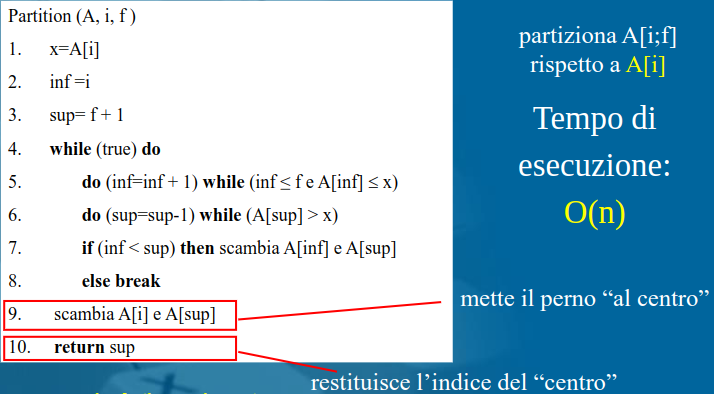 Partition (A, i, f )
1. x=A[i]
2. inf =i
3. sup= f + 1
4. while (true) do
5. do (inf=inf + 1) while (inf ≤ f e A[inf] ≤ x)
6. do (sup=sup-1) while (A[sup] > x)
7. if (inf < sup) then scambia A[inf] e A[sup]
8. else break
9. scambia A[i] e A[sup]
10. return sup
partiziona A[i;f]
rispetto a A[i]
Tempo di
esecuzione:
O(n)
mette il perno “al centro”
restituisce l’indice del “centro”